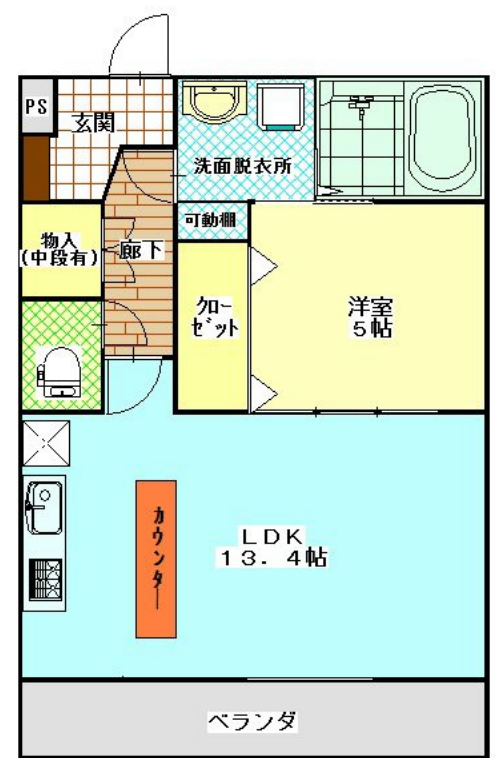 PS
玄関
洗面脱衣所
可動棚
物入
(中段有)
廊下
クロー
ゼット
洋室
5帖
カウンター
LDK
13.4帖
ベランダ